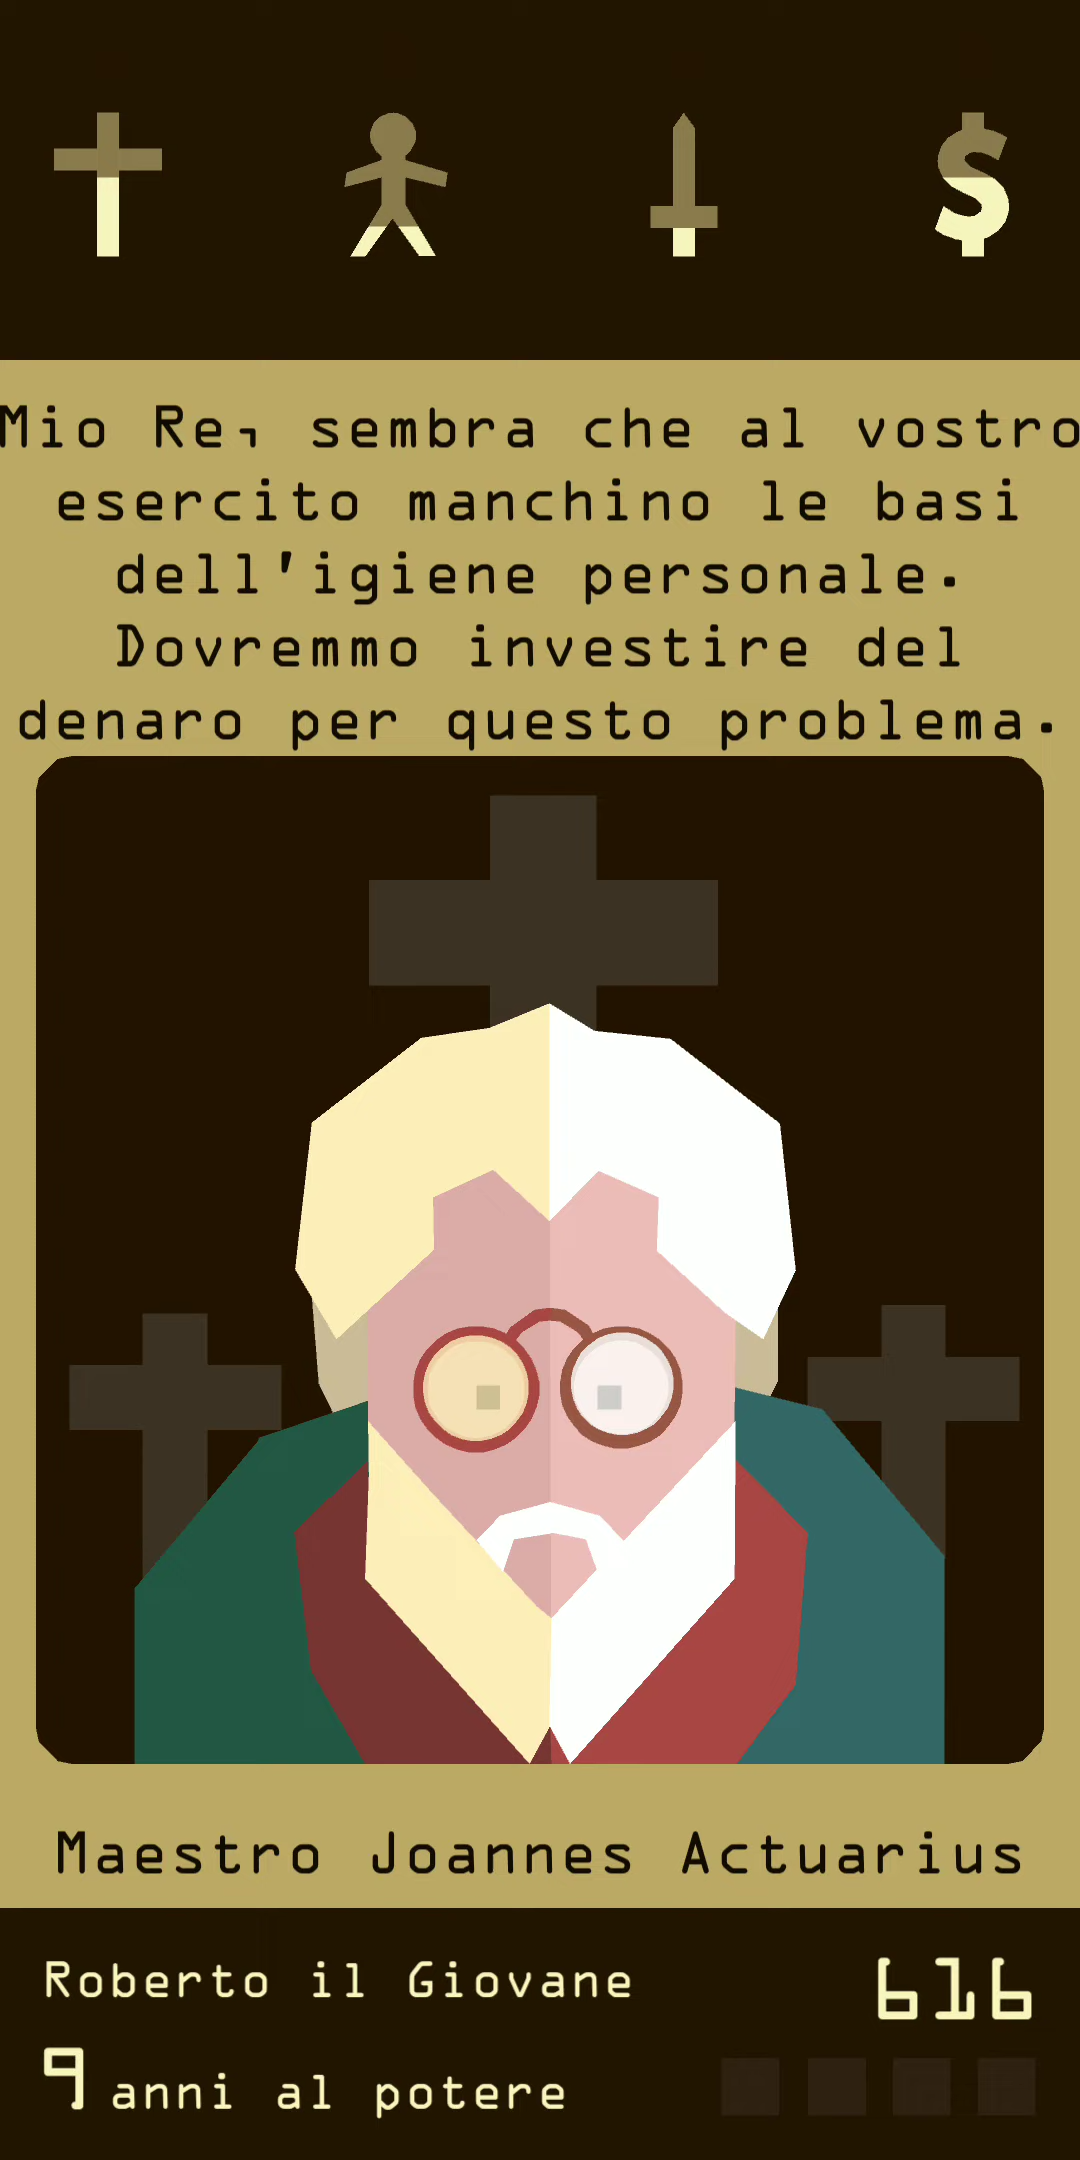 Mio Re, sembra che al vostro
esercito manchino le basi
dell'igiene personale.
Dovremmo investire del
denaro per questo problema.
Maestro Joannes Actuarius
Roberto il Giovane
616
9 anni al potere